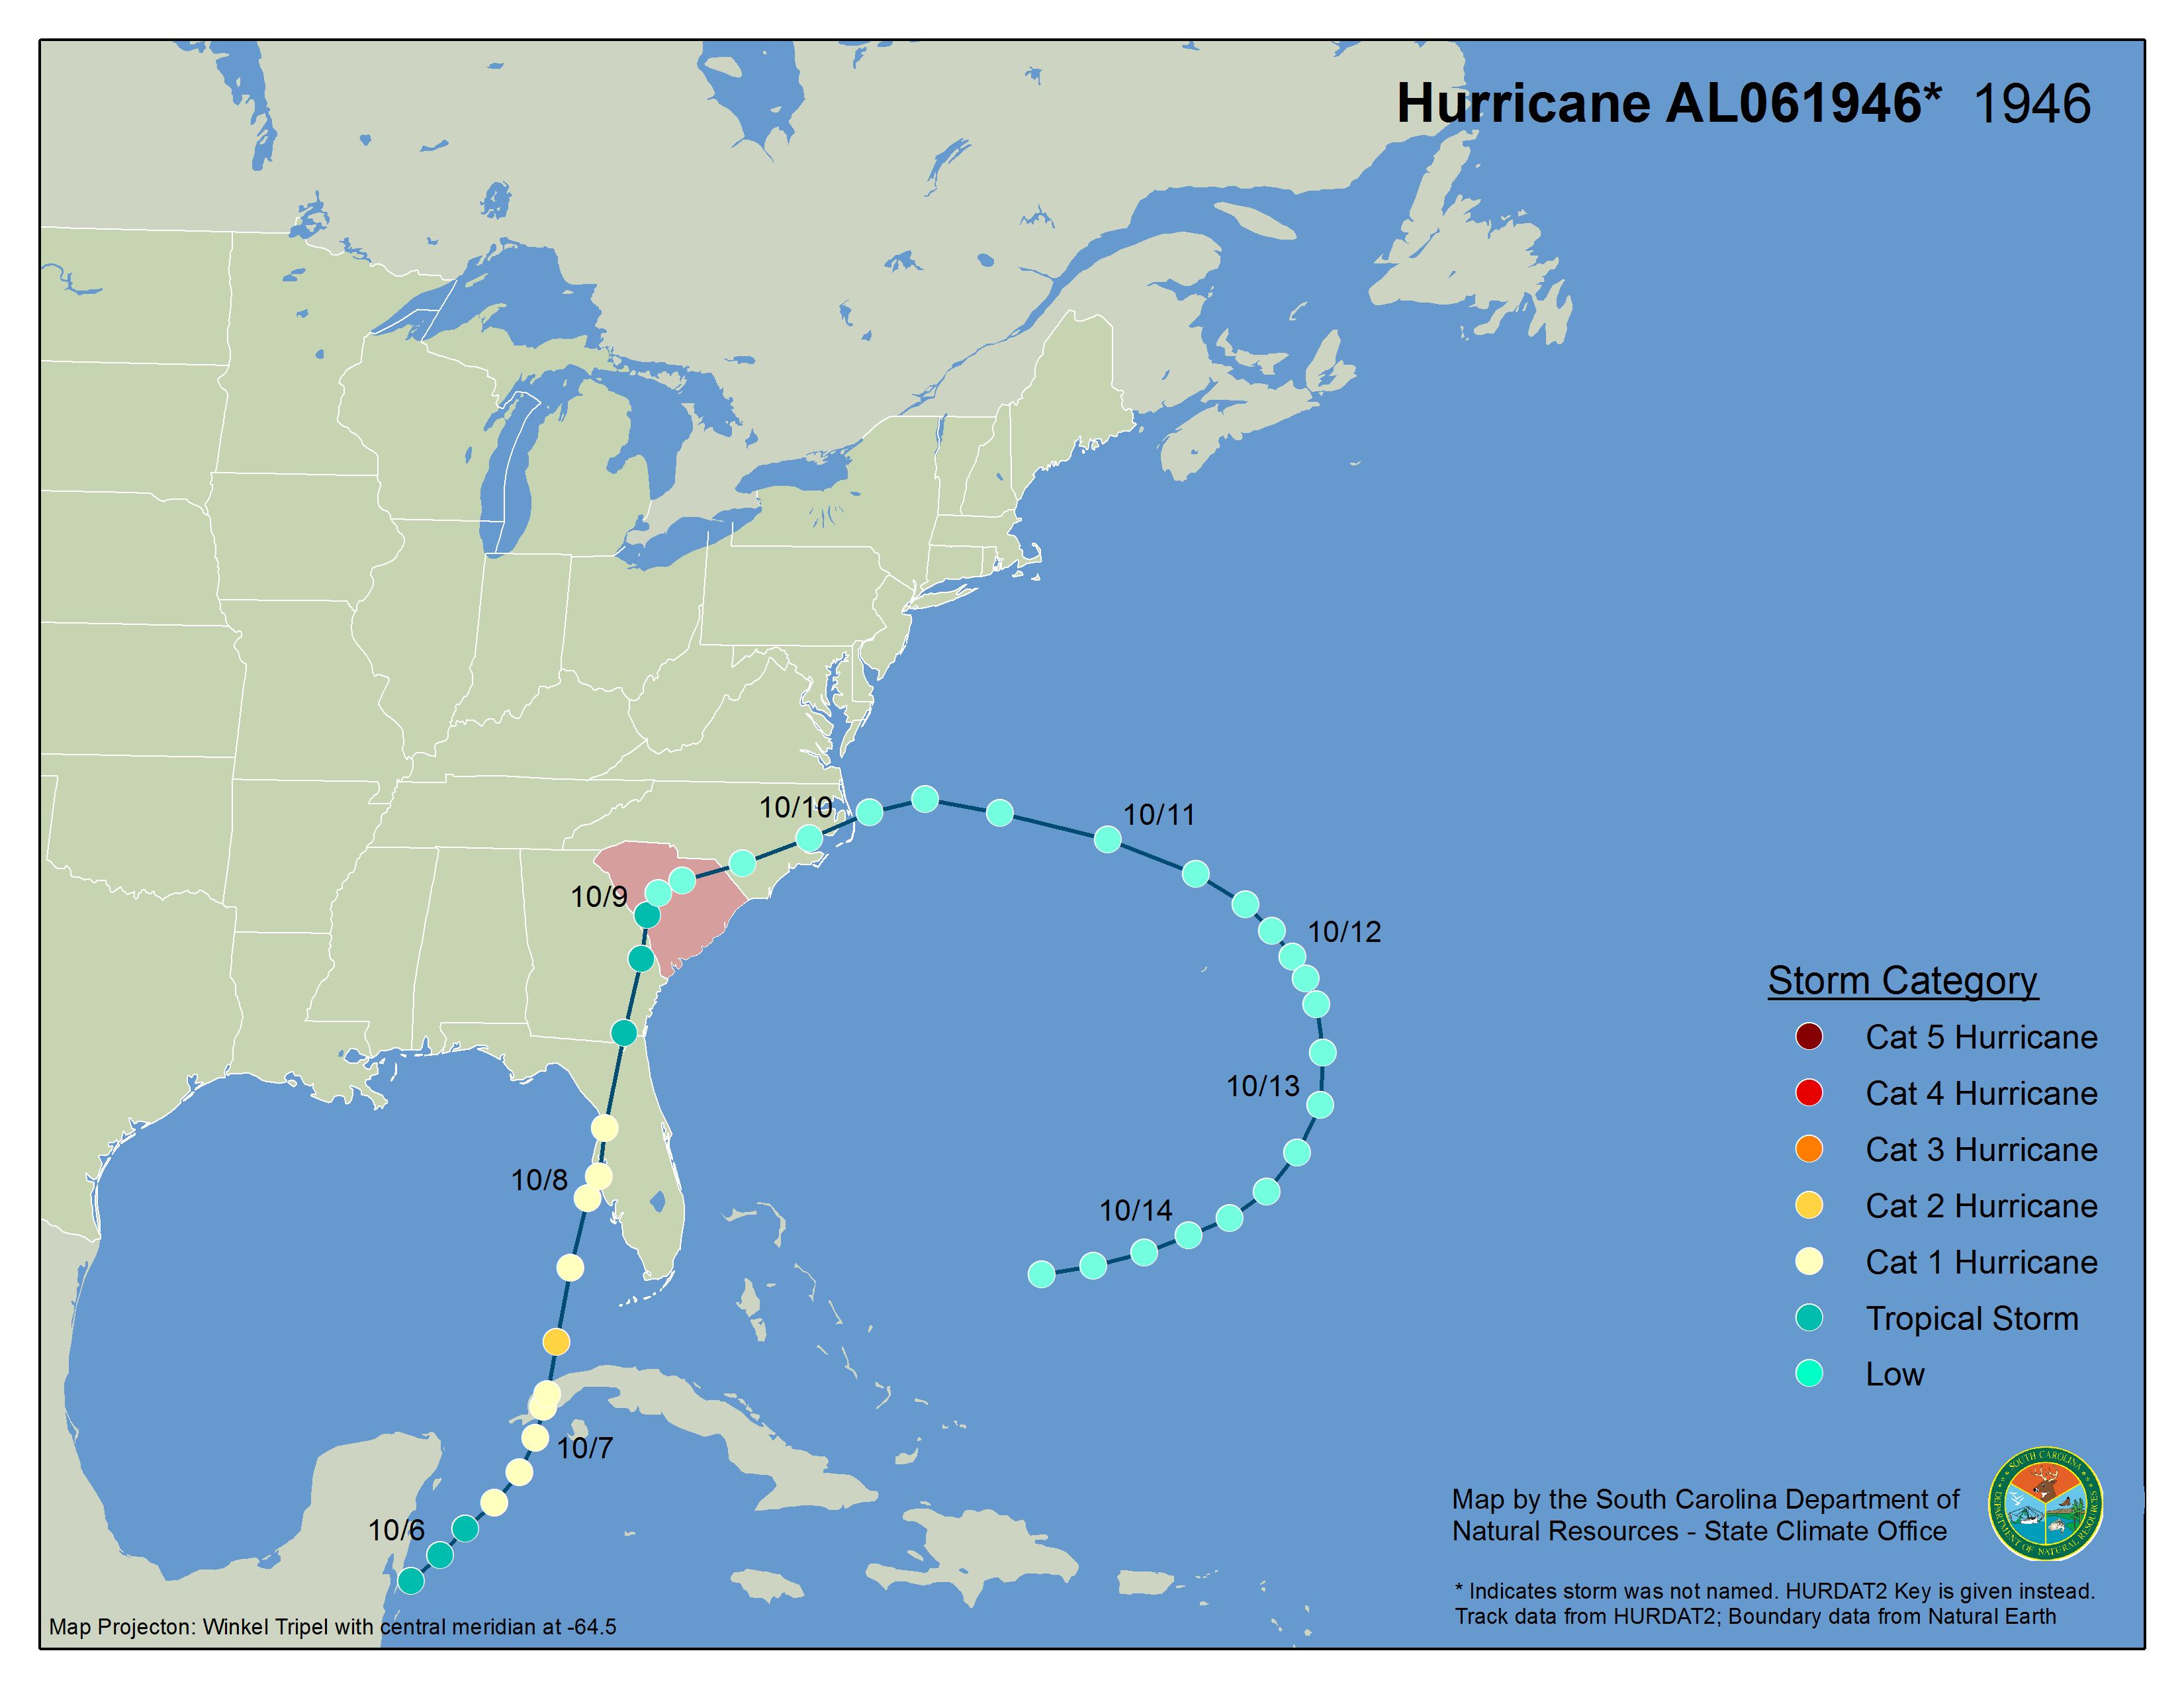 Hurricane AL061946* 1946
10/10
10/11
10/9
10/12
10/13
10/8
10/14
10/7
10/6
Storm Category
Cat 5 Hurricane
Cat 4 Hurricane
Cat 3 Hurricane
Cat 2 Hurricane
Cat 1 Hurricane
Tropical Storm
Low
Map by the South Carolina Department of
Natural Resources - State Climate Office
SOUTH CAROLINA
DEPARTMENT OF NATURAL RESOURCES
* Indicates storm was not named. HURDAT2 Key is given instead.
Track data from HURDAT2; Boundary data from Natural Earth
Map Projecton: Winkel Tripel with central meridian at -64.5